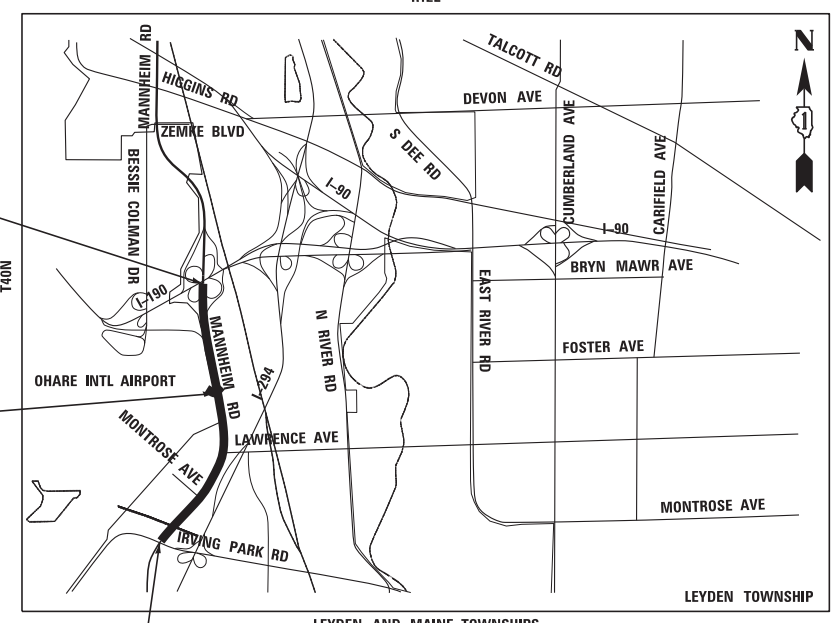 MANNHEIM RD
TALCOTT RD
N
HIGGINS RD
DEVON AVE
ZEMKE BLVD
CUMBERLAND AVE
1
BESSIE COLMAN DR
S DEE RD
CARIFIELD AVE
I-90
I-90
T40N
BRYN MAWR AVE
I-190
EAST RIVER RD
MANNHEIM RD
N RIVER RD
FOSTER AVE
OHARE INTL AIRPORT
I-294
MONTROSE AVE
LAWRENCE AVE
MONTROSE AVE
IRVING PARK RD
LEYDEN TOWNSHIP
LEYDEN AND MAINE TOWNSHIPS